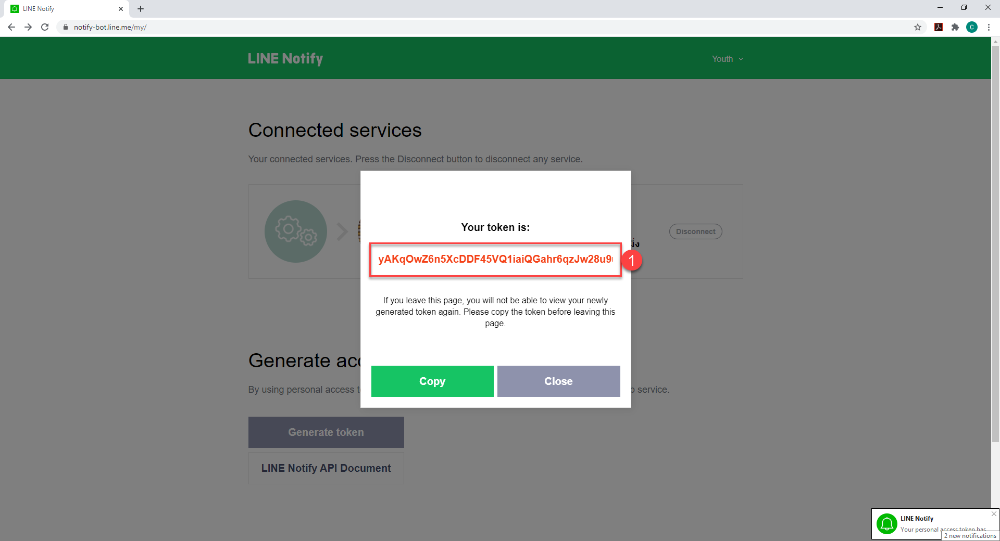 LINE Notify
notify-bot.line.me/my/
C
LINE Notify
Youth
Connected services
Your connected services. Press the Disconnect button to disconnect any service.
Disconnect
Your token is:
yAKqOwZ6n5XcDDF45VQ1iaiQGahr6qzJw28u9
1
If you leave this page, you will not be able to view your newly
generated token again. Please copy the token before leaving this
page.
Copy
Close
Generate
By using personal access
service.
Generate token
LINE Notify API Document
LINE Notify
Your personal access token has
2 new notifications